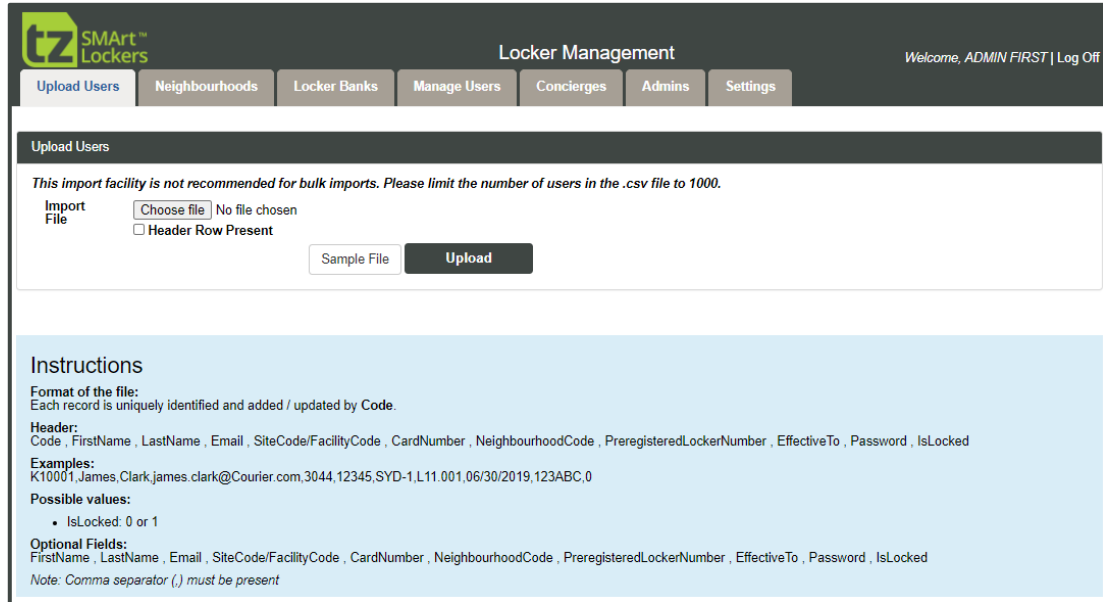 tz SMArt™
Lockers
Locker Management
Welcome, ADMIN FIRST | Log Off
Upload Users Neighbourhoods Locker Banks Manage Users Concierges Admins Settings
Upload Users
This import facility is not recommended for bulk imports. Please limit the number of users in the .csv file to 1000.
Import
File
Choose file No file chosen
Header Row Present
Sample File Upload
Instructions
Format of the file:
Each record is uniquely identified and added / updated by Code.
Header:
Code , FirstName , LastName , Email , SiteCode/FacilityCode , CardNumber , NeighbourhoodCode , PreregisteredLockerNumber , EffectiveTo , Password , IsLocked
Examples:
K10001,James,Clark,james.clark@Courier.com,3044,12345,SYD-1,L11.001,06/30/2019,123ABC,0
Possible values:
• IsLocked: 0 or 1
Optional Fields:
FirstName , LastName , Email , SiteCode/FacilityCode , CardNumber , NeighbourhoodCode , PreregisteredLockerNumber , EffectiveTo , Password , IsLocked
Note: Comma separator (,) must be present